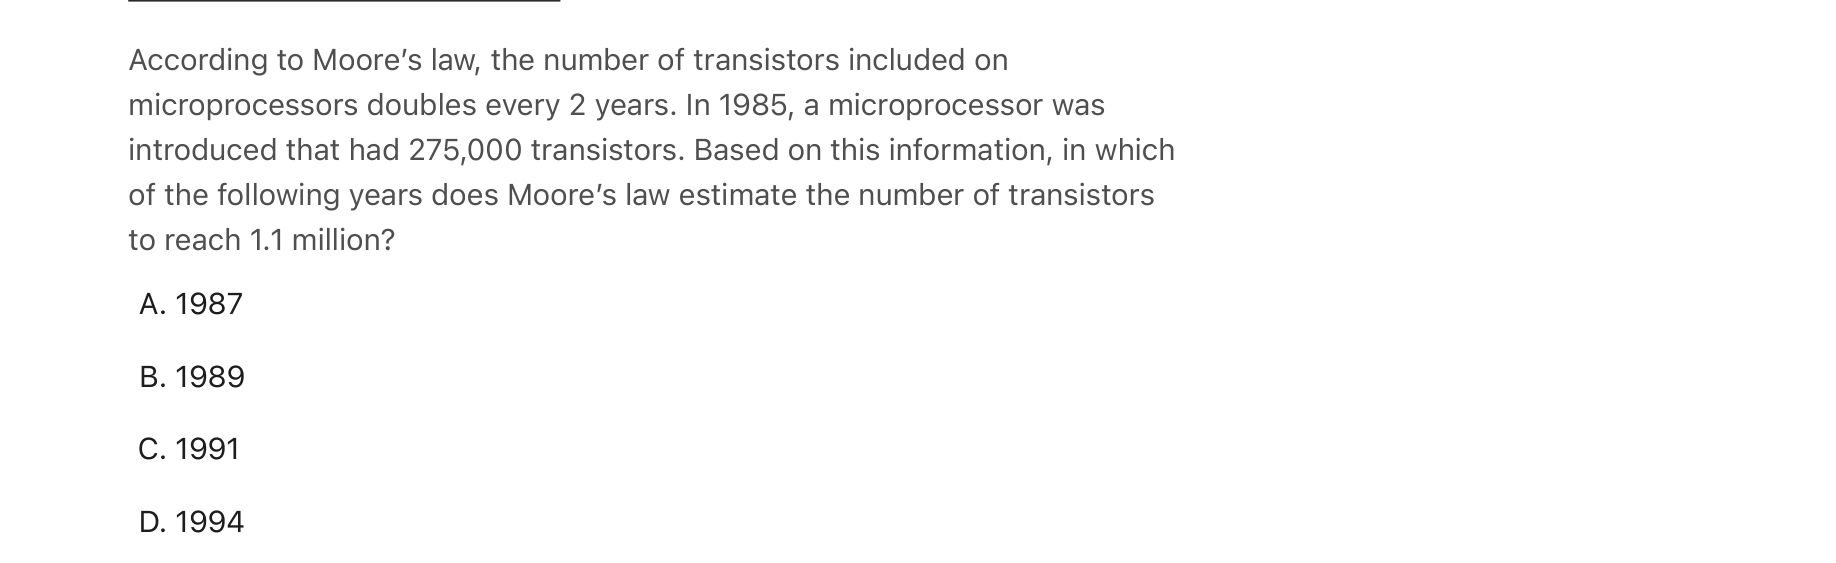 According to Moore’s law, the number of transistors included on
microprocessors doubles every 2 years. In 1985, a microprocessor was
introduced that had 275,000 transistors. Based on this information, in which
of the following years does Moore’s law estimate the number of transistors
to reach 1.1 million?
A. 1987
B. 1989
C. 1991
D. 1994